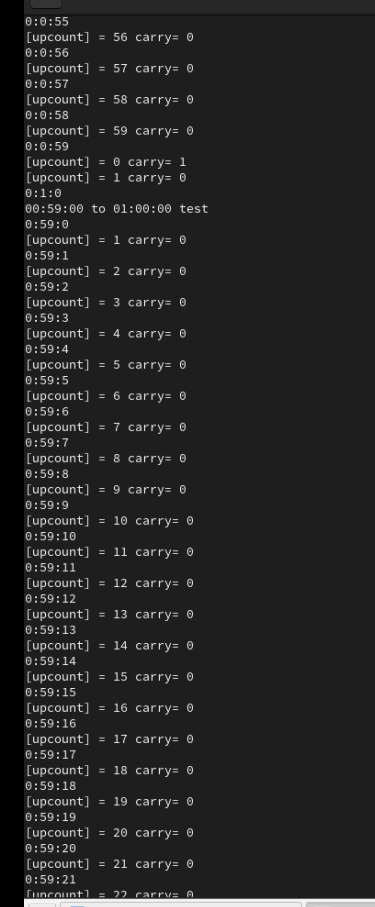 0:0:55
[upcount] = 56 carry= 0
0:0:56
[upcount] = 57 carry= 0
0:0:57
[upcount] = 58 carry= 0
0:0:58
[upcount] = 59 carry= 0
0:0:59
[upcount] = 0 carry= 1
[upcount] = 1 carry= 0
0:1:0
00:59:00 to 01:00:00 test
0:59:0
[upcount] = 1 carry= 0
0:59:1
[upcount] = 2 carry= 0
0:59:2
[upcount] = 3 carry= 0
0:59:3
[upcount] = 4 carry= 0
0:59:4
[upcount] = 5 carry= 0
0:59:5
[upcount] = 6 carry= 0
0:59:6
[upcount] = 7 carry= 0
0:59:7
[upcount] = 8 carry= 0
0:59:8
[upcount] = 9 carry= 0
0:59:9
[upcount] = 10 carry= 0
0:59:10
[upcount] = 11 carry= 0
0:59:11
[upcount] = 12 carry= 0
0:59:12
[upcount] = 13 carry= 0
0:59:13
[upcount] = 14 carry= 0
0:59:14
[upcount] = 15 carry= 0
0:59:15
[upcount] = 16 carry= 0
0:59:16
[upcount] = 17 carry= 0
0:59:17
[upcount] = 18 carry= 0
0:59:18
[upcount] = 19 carry= 0
0:59:19
[upcount] = 20 carry= 0
0:59:20
[upcount] = 21 carry= 0
0:59:21
[upcount] = 22 carry= 0